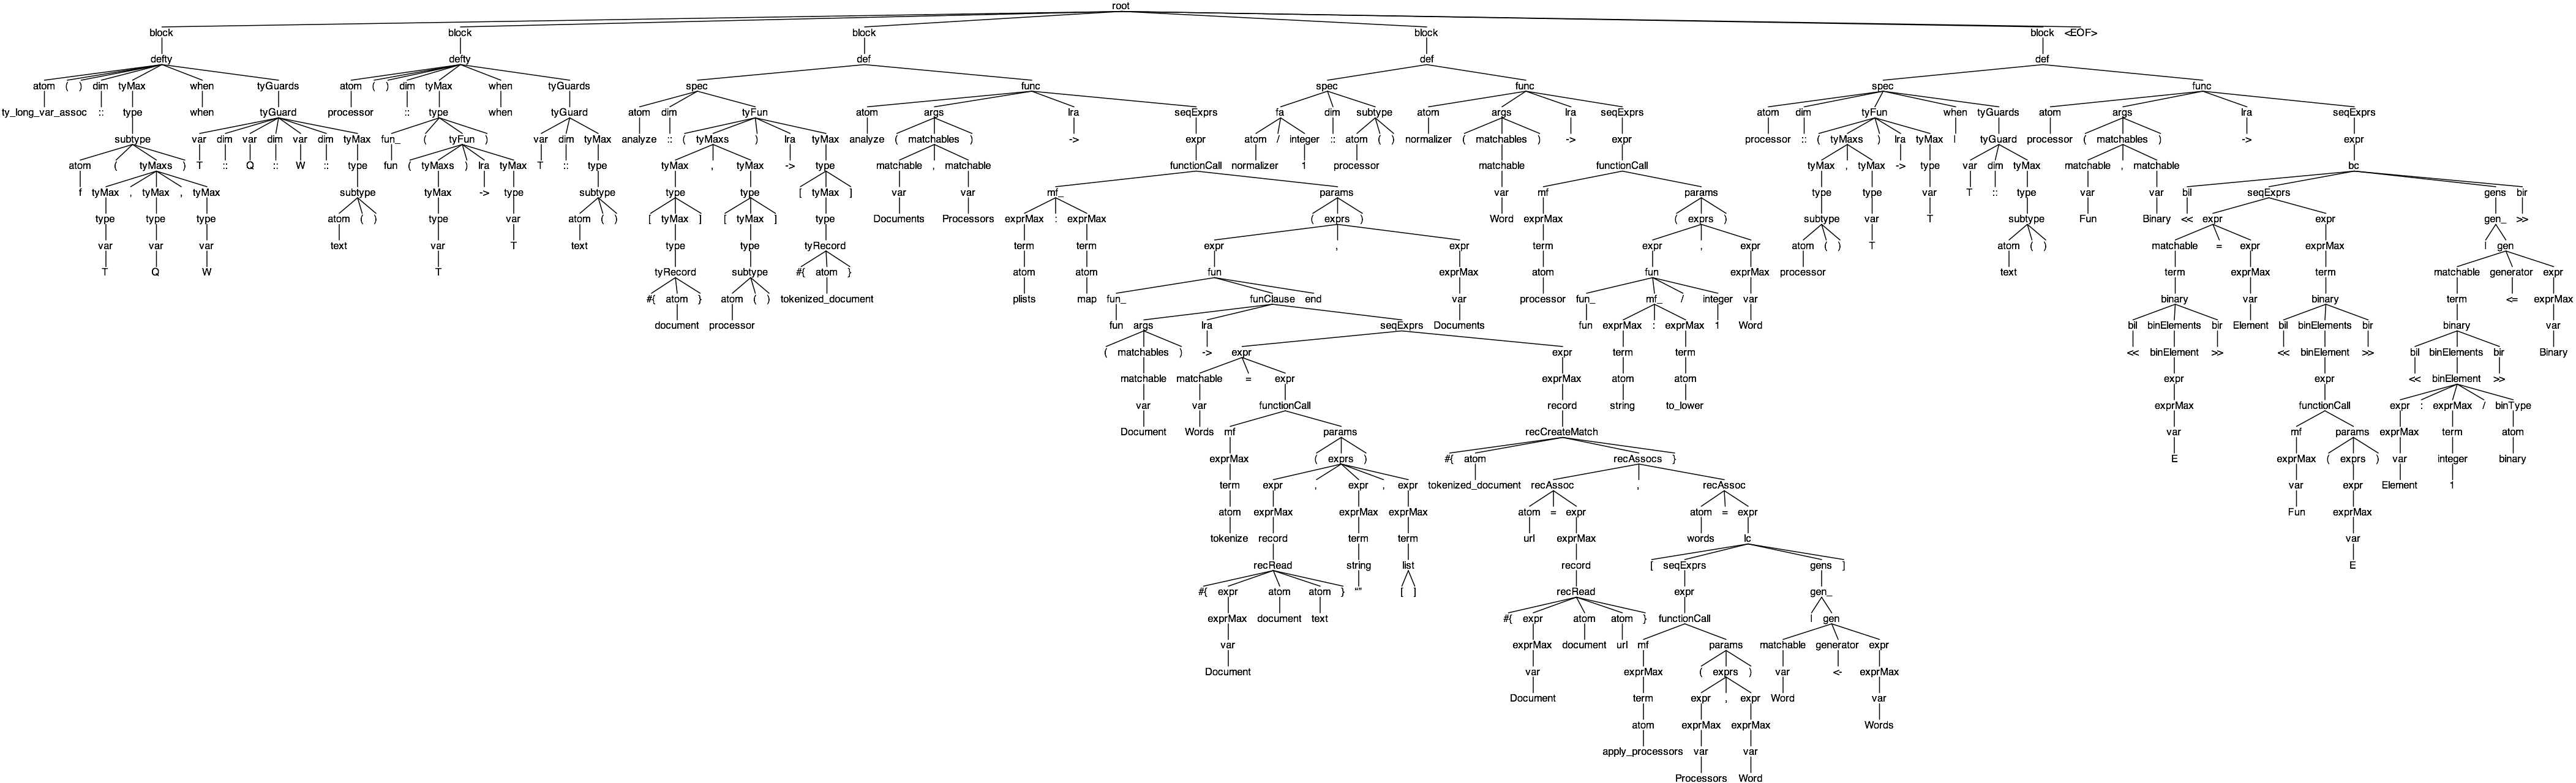 root
block block block block block <EOF>
defty defty def def def
atom ( ) dim tyMax when tyGuards atom ( ) dim tyMax when tyGuards spec func spec func spec func
ty_long_var_assoc :: type when tyGuard processor :: type when tyGuard atom dim tyFun atom args lra seqExprs fa dim subtype atom args lra seqExprs atom dim tyFun when tyGuards atom args lra seqExprs
subtype var dim var dim var dim tyMax fun_ ( tyFun ) var dim tyMax analyze :: ( tyMaxs ) lra tyMax analyze ( matchables ) -> expr atom / integer :: atom ( ) normalizer ( matchables ) -> expr processor :: ( tyMaxs ) lra tyMax | tyGuard processor ( matchables ) -> expr
atom ( tyMaxs ) T :: Q :: W :: type fun ( tyMaxs ) lra tyMax T :: type tyMax , tyMax -> type matchable , matchable functionCall normalizer 1 processor matchable functionCall tyMax , tyMax -> type var dim tyMax matchable , matchable bc
f tyMax , tyMax , tyMax subtype tyMax -> type subtype type type [ tyMax ] var var mf_ params var mf params type type var T :: type var var bil seqExprs gens bir
type type type atom ( ) type var atom ( ) [ tyMax ] [ tyMax ] type Documents Processors exprMax : exprMax ( exprs ) Word exprMax ( exprs ) subtype var T subtype Fun Binary << expr expr gen_ >>
var var var text var T text type type tyRecord term term expr , expr term expr , expr atom ( ) T atom ( ) matchable = expr exprMax | gen
T Q W T tyRecord subtype #{ atom } atom atom fun exprMax atom fun exprMax processor text term exprMax term matchable generator expr
#{ atom } atom ( ) tokenized_document plists map fun_ funClause end var processor fun_ mf_ / integer var binary var binary term <= exprMax
document processor fun args lra seqExprs Documents fun exprMax : exprMax 1 Word bil binElements bir Element bil binElements bir binary var
( matchables ) -> expr expr term term << binElement >> << binElement >> bil binElements bir Binary
matchable matchable = expr exprMax atom atom expr expr << binElement >>
var var functionCall record string to_lower exprMax functionCall expr : exprMax / binType
Document Words mf params recCreateMatch var mf params exprMax term atom
exprMax ( exprs ) #{ atom recAssocs } E exprMax ( exprs ) var integer binary
term expr , expr , expr tokenized_document recAssoc , recAssoc var expr Element 1
atom exprMax exprMax exprMax atom = expr atom = expr Fun exprMax
tokenize record term term url exprMax words lc var
recRead string list record [ seqExprs gens ] E
#{ expr atom atom } "" [ ] recRead expr gen_
exprMax document text #{ expr atom atom } functionCall | gen
var exprMax document url mf params matchable generator expr
Document var exprMax ( exprs ) var <- exprMax
Document term expr , expr Word var
atom exprMax exprMax Words
apply_processors var var
Processors Word